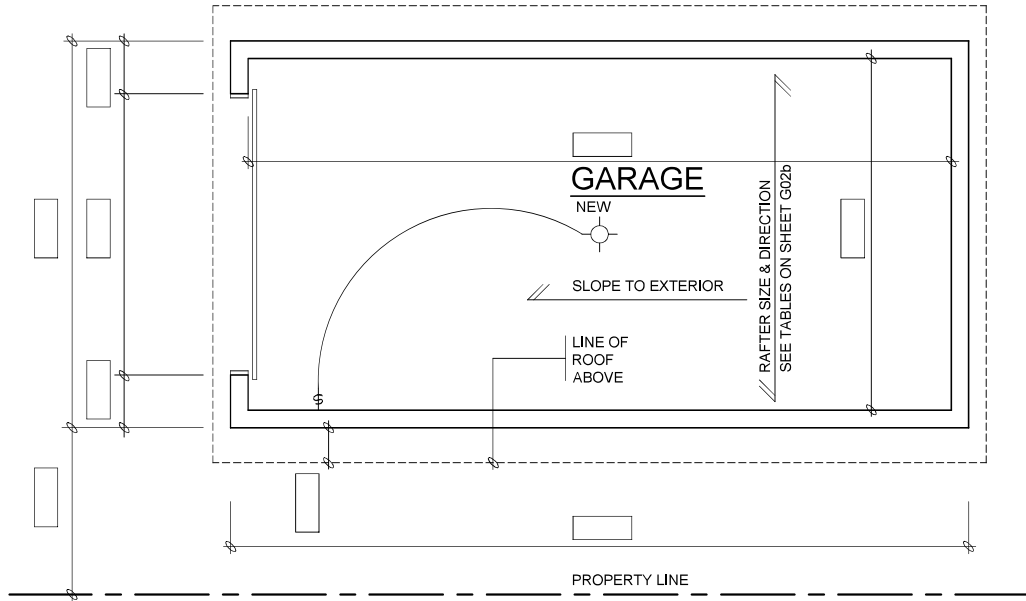 GARAGE
NEW
SLOPE TO EXTERIOR
LINE OF
ROOF
ABOVE
RAFTER SIZE & DIRECTION
SEE TABLES ON SHEET G02b
S
PROPERTY LINE